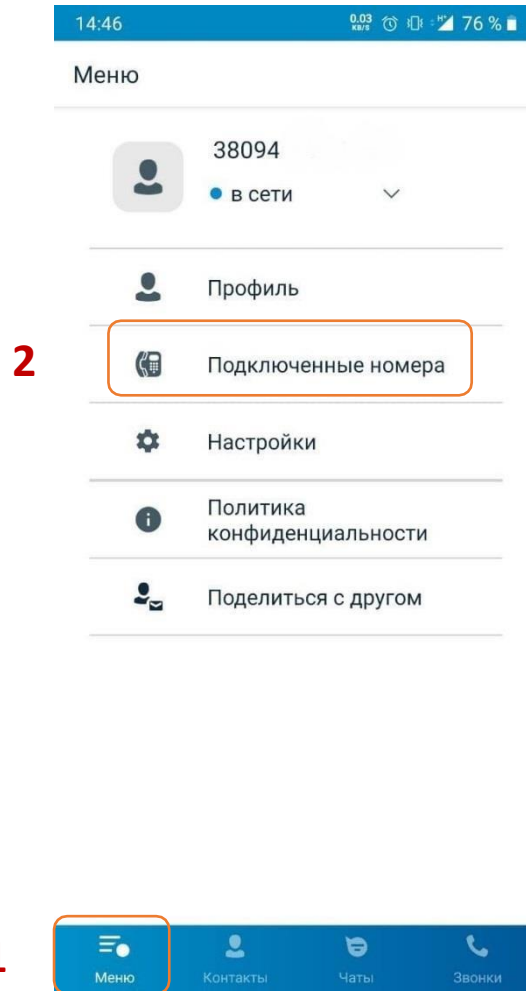 14:46
0.03 KB/S
76 %
Меню
38094
в сети
Профиль
2
Подключенные номера
Настройки
Политика
конфиденциальности
Поделиться с другом
Меню
Контакты
Чаты
Звонки